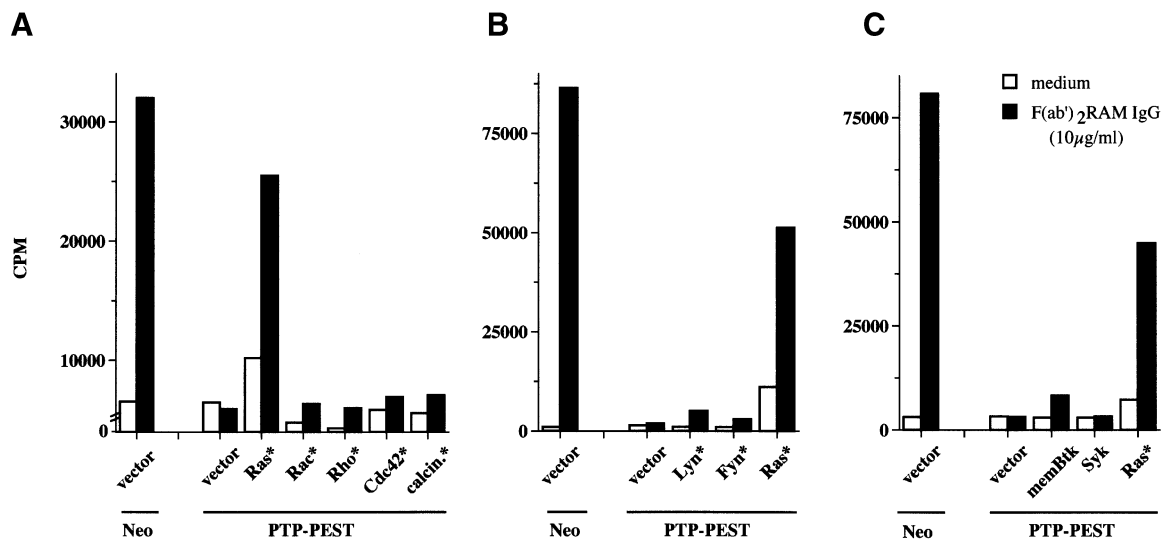 A
B
C
medium
F(ab') 2RAM IgG
(10µg/ml)
CPM
30000
20000
10000
0
vector
vector
Ras*
Rac*
Rho*
Cdc42*
calcin.*
Neo
PTP-PEST
75000
50000
25000
0
vector
vector
Lyn*
Fyn*
Ras*
Neo
PTP-PEST
75000
50000
25000
0
vector
vector
memBtk
Syk
Ras*
Neo
PTP-PEST